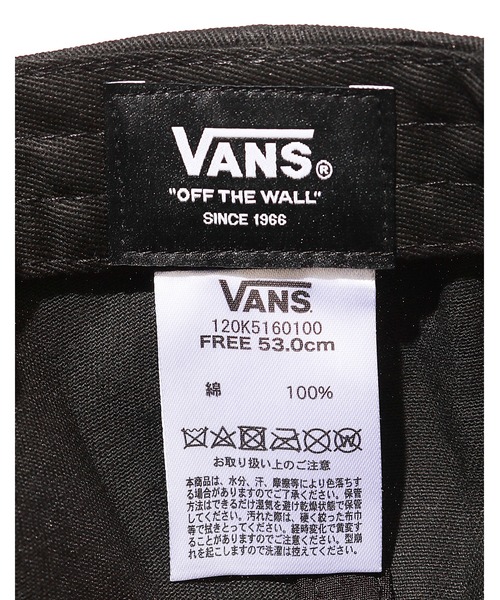 VANS®
"OFF THE WALL"
SINCE 1966
VANS
120K5160100
FREE 53.0cm
綿 100%
お取り扱い上のご注意
本商品は、水分、汗、摩擦等により色落ちす
る場合がありますのでご了承ください。保管
方法はできるだけ湿気を避け乾燥状態で保管
してください。汚れた際は、硬く絞った布巾
等で拭きとってください。経時変化で黄変す
ることがありますのでご注意ください。型崩
れを起こしますので洗濯は控えてください。